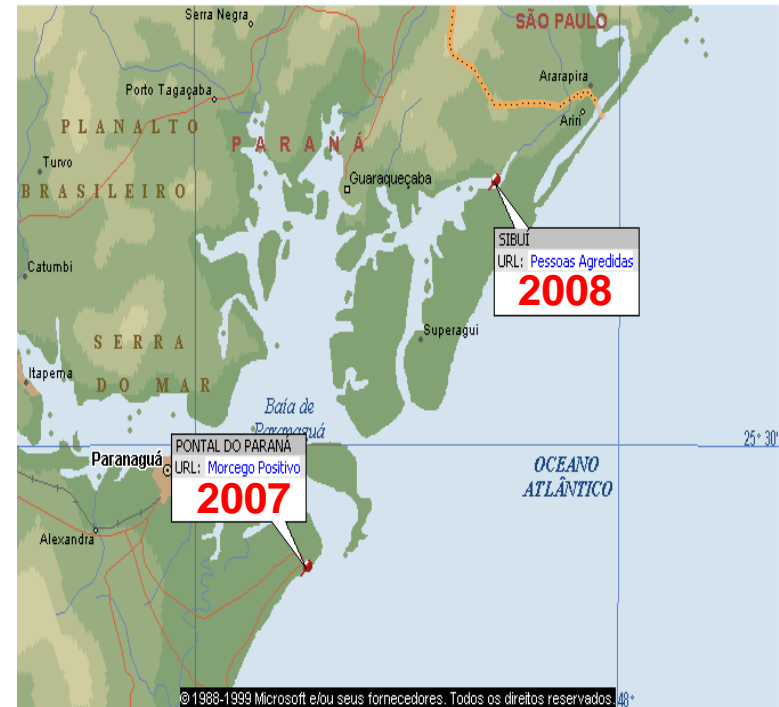 Serra Negra
SÃO PAULO
Ararapira
Porto Tagaçaba
Ariri
PLANALTO
PARANÁ
Turvo
Guaraqueçaba
BRASILEIRO
SIBUÍ
URL: Pessoas Agredidas
2008
Catumbi
Superagui
SERRA
DO MAR
Itapema
Baía de
Paranaguá
25° 30'
PONTAL DO PARANÁ
Paranaguá
URL: Morcego Positivo
2007
OCEANO
ATLÂNTICO
Alexandra
© 1988-1999 Microsoft e/ou seus fornecedores. Todos os direitos reservados.
48°